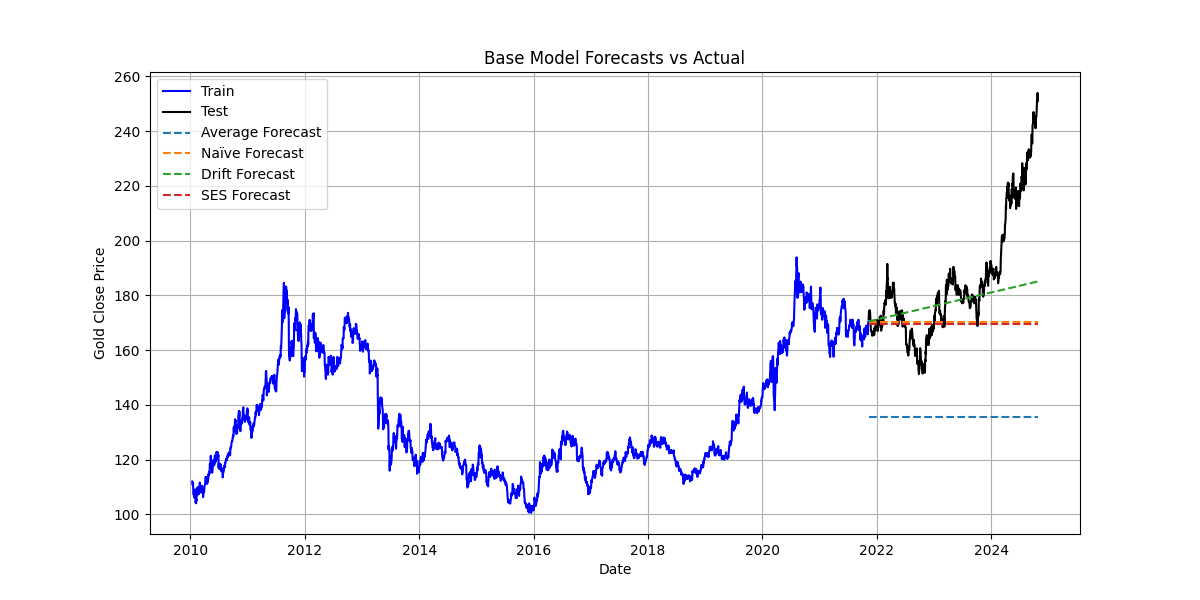 Base Model Forecasts vs Actual
Train
Test
Average Forecast
Naïve Forecast
Drift Forecast
SES Forecast
Gold Close Price
260
240
220
200
180
160
140
120
100
2010 2012 2014 2016 2018 2020 2022 2024
Date